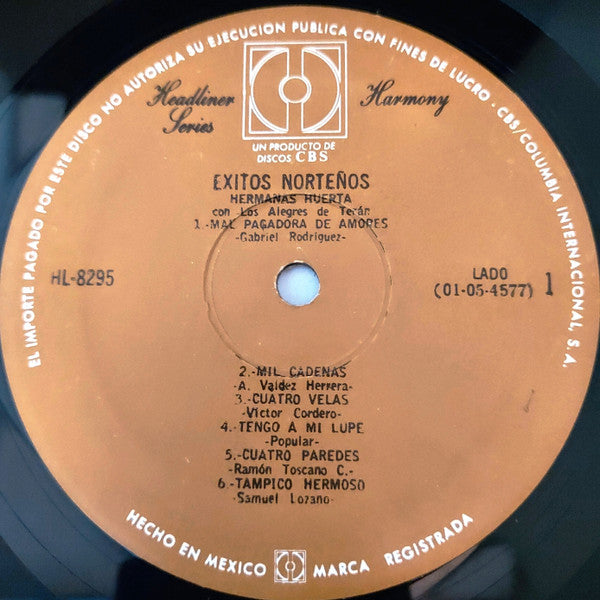 EL IMPORTE PAGADO POR ESTE DISCO NO AUTORIZA SU EJECUCION PUBLICA CON FINES DE LUCRO · CBS/COLUMBIA INTERNACIONAL, S.A.
Headliner Series
Harmony
UN PRODUCTO DE
DISCOS CBS
EXITOS NORTEÑOS
HERMANAS HUERTA
con Los Alegres de Terán
1.-MAL PAGADORA DE AMORES
-Gabriel Rodríguez-
HL-8295
LADO
(01-05-4577) 1
2.-MIL CADENAS
-A. Valdez Herrera-
3.-CUATRO VELAS
-Víctor Cordero-
4.-TENGO A MI LUPE
-Popular-
5.-CUATRO PAREDES
-Ramón Toscano C.-
6.-TAMPICO HERMOSO
-Samuel Lozano-
HECHO EN MEXICO MARCA REGISTRADA